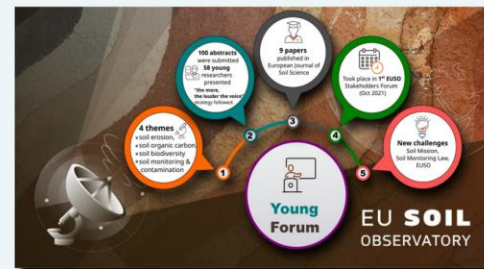 100 abstracts
were submitted
58 young
researchers
presented
"the more,
the louder the voice"
strategy followed.
9 papers
published in
European Journal of
Soil Science
Took place in 1st EUSO
Stakeholders Forum
(Oct 2021)
4 themes
• soil erosion,
• soil organic carbon,
• soil biodiversity
• soil monitoring &
contamination
New challenges
Soil Mission,
Soil Monitoring Law,
EUSO
1
2
3
4
5
Young
Forum
EU SOIL
OBSERVATORY